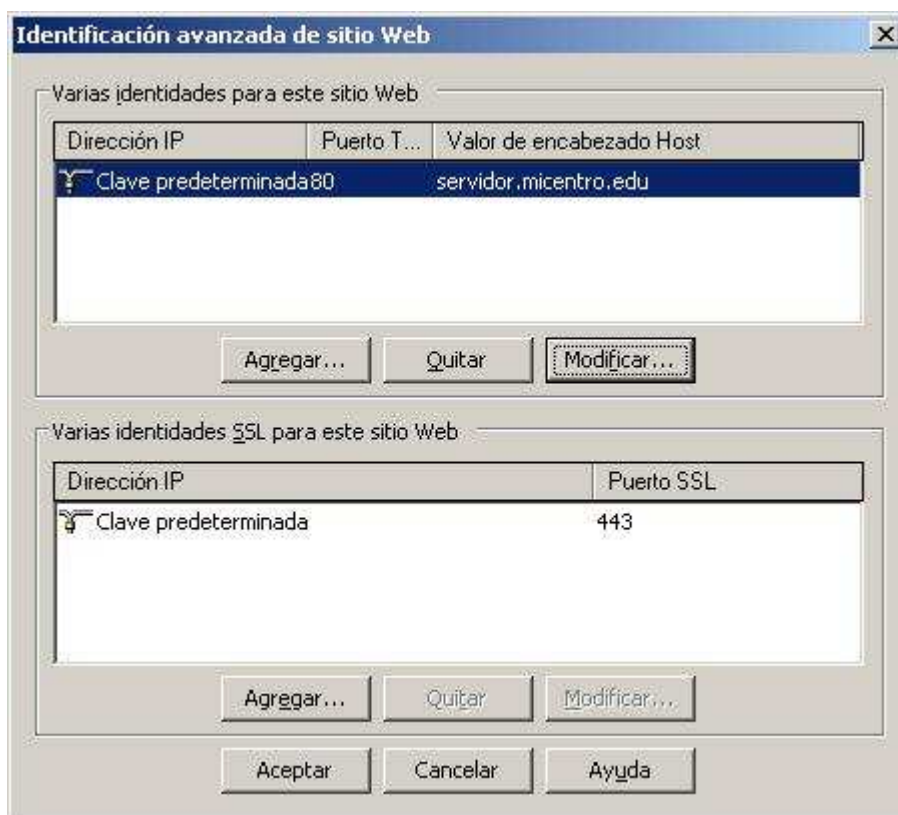 Identificación avanzada de sitio Web
Varias identidades para este sitio Web
Dirección IP Puerto T... Valor de encabezado Host
Clave predeterminada 80 servidor.micentro.edu
Agregar... Quitar Modificar...
Varias identidades SSL para este sitio Web
Dirección IP Puerto SSL
Clave predeterminada 443
Agregar... Quitar Modificar...
Aceptar Cancelar Ayuda